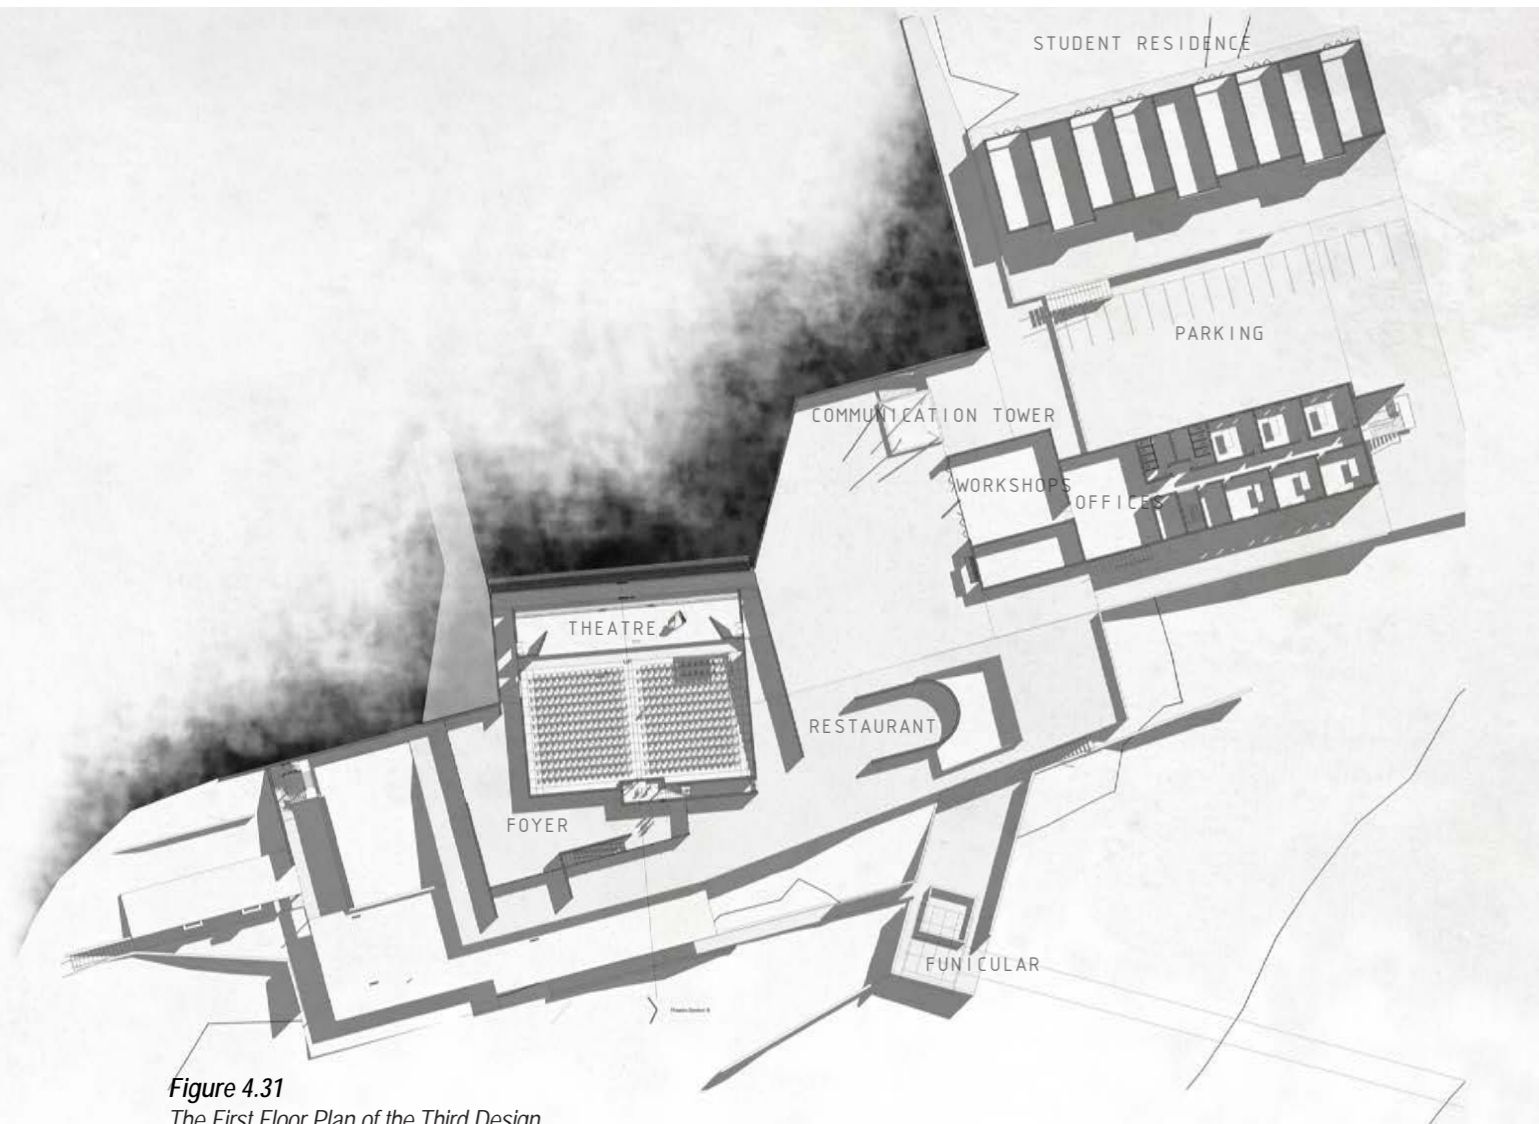 STUDENT RESIDENCE
PARKING
COMMUNICATION TOWER
WORKSHOPS
OFFICES
THEATRE
RESTAURANT
FOYER
FUNICULAR
Figure 4.31
The First Floor Plan of the Third Design